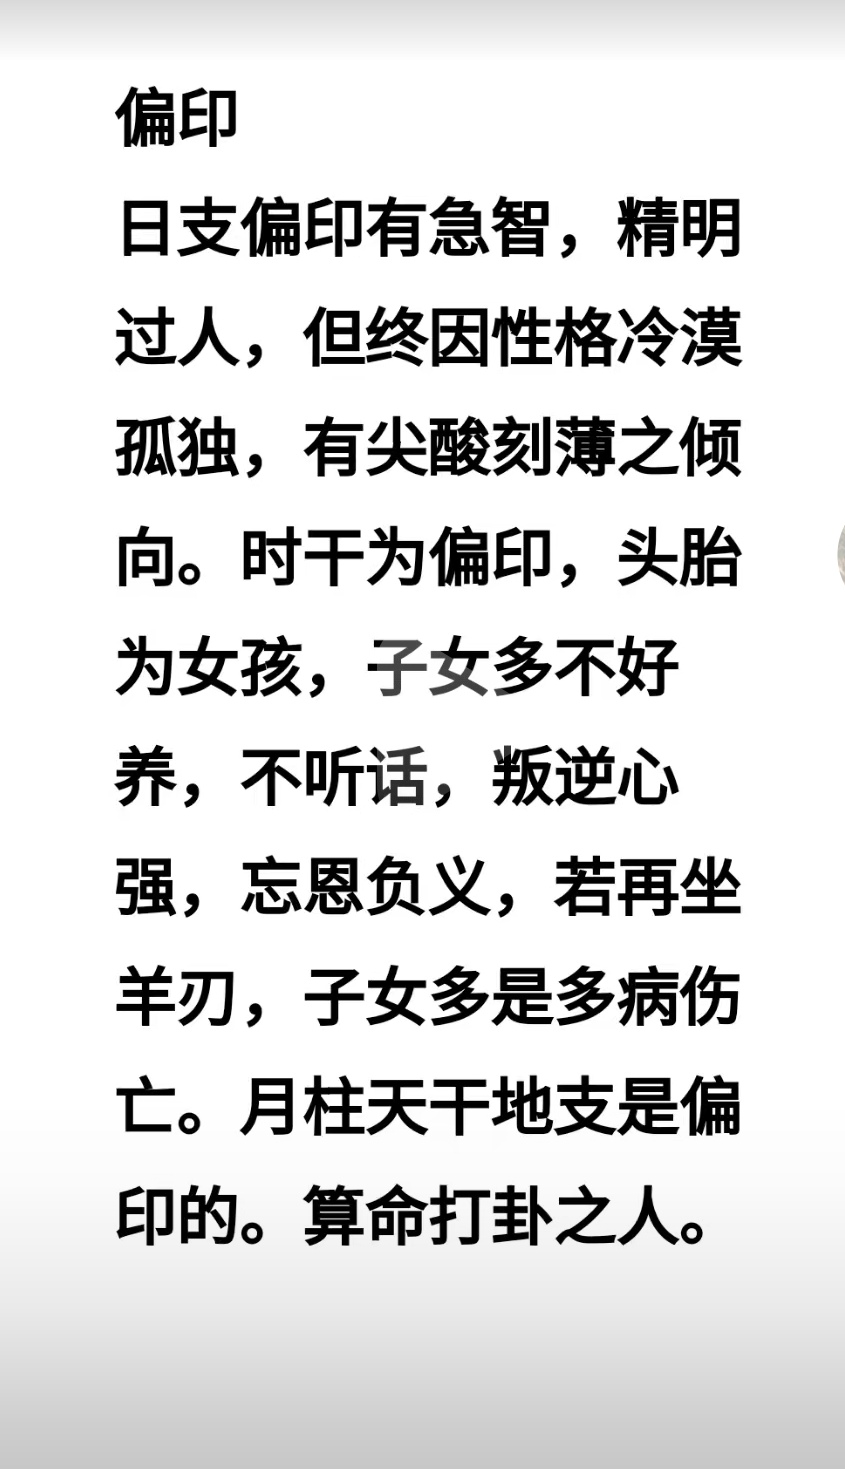 偏印
日支偏印有急智，精明
过人，但终因性格冷漠
孤独，有尖酸刻薄之倾
向。时干为偏印，头胎
为女孩，子女多不好
养，不听话，叛逆心
强，忘恩负义，若再坐
羊刃，子女多是多病伤
亡。月柱天干地支是偏
印的。算命打卦之人。